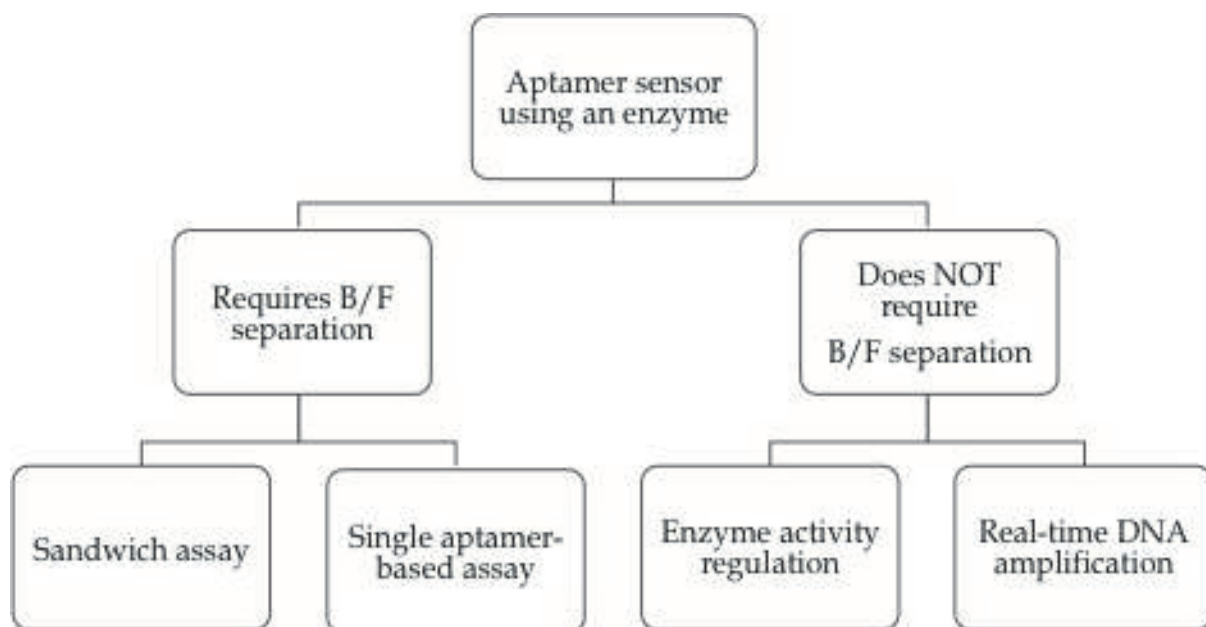 Aptamer sensor
using an enzyme
Requires B/F
separation
Does NOT
require
B/F separation
Sandwich assay
Single aptamer-
based assay
Enzyme activity
regulation
Real-time DNA
amplification